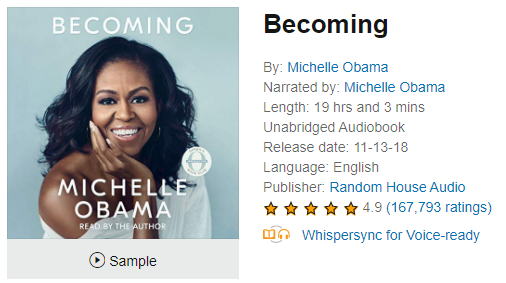 BECOMING
MICHELLE
OBAMA
READ BY THE AUTHOR
Sample
Becoming
By: Michelle Obama
Narrated by: Michelle Obama
Length: 19 hrs and 3 mins
Unabridged Audiobook
Release date: 11-13-18
Language: English
Publisher: Random House Audio
4.9 (167,793 ratings)
Whispersync for Voice-ready